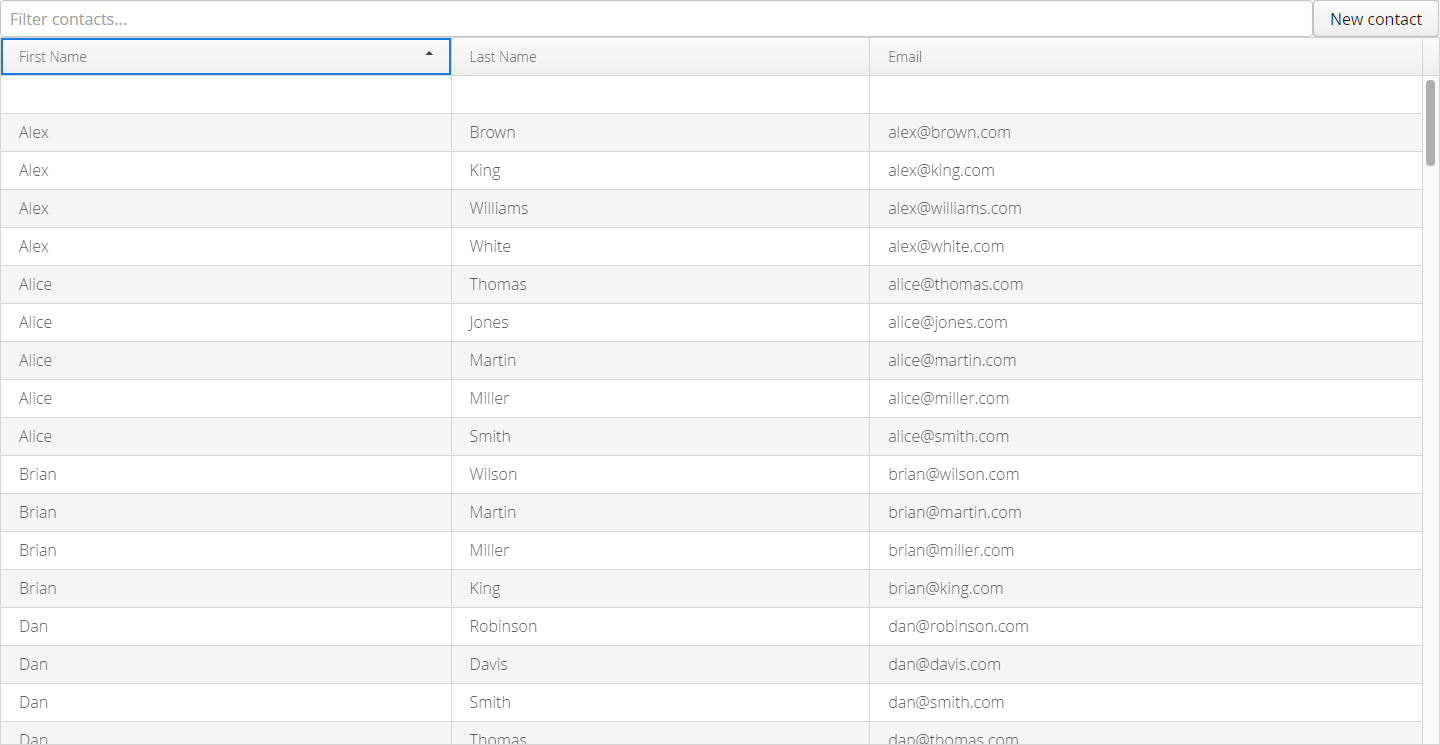 Filter contacts... New contact
First Name Last Name Email
Alex Brown alex@brown.com
Alex King alex@king.com
Alex Williams alex@williams.com
Alex White alex@white.com
Alice Thomas alice@thomas.com
Alice Jones alice@jones.com
Alice Martin alice@martin.com
Alice Miller alice@miller.com
Alice Smith alice@smith.com
Brian Wilson brian@wilson.com
Brian Martin brian@martin.com
Brian Miller brian@miller.com
Brian King brian@king.com
Dan Robinson dan@robinson.com
Dan Davis dan@davis.com
Dan Smith dan@smith.com
Dan Thomas dan@thomas.com